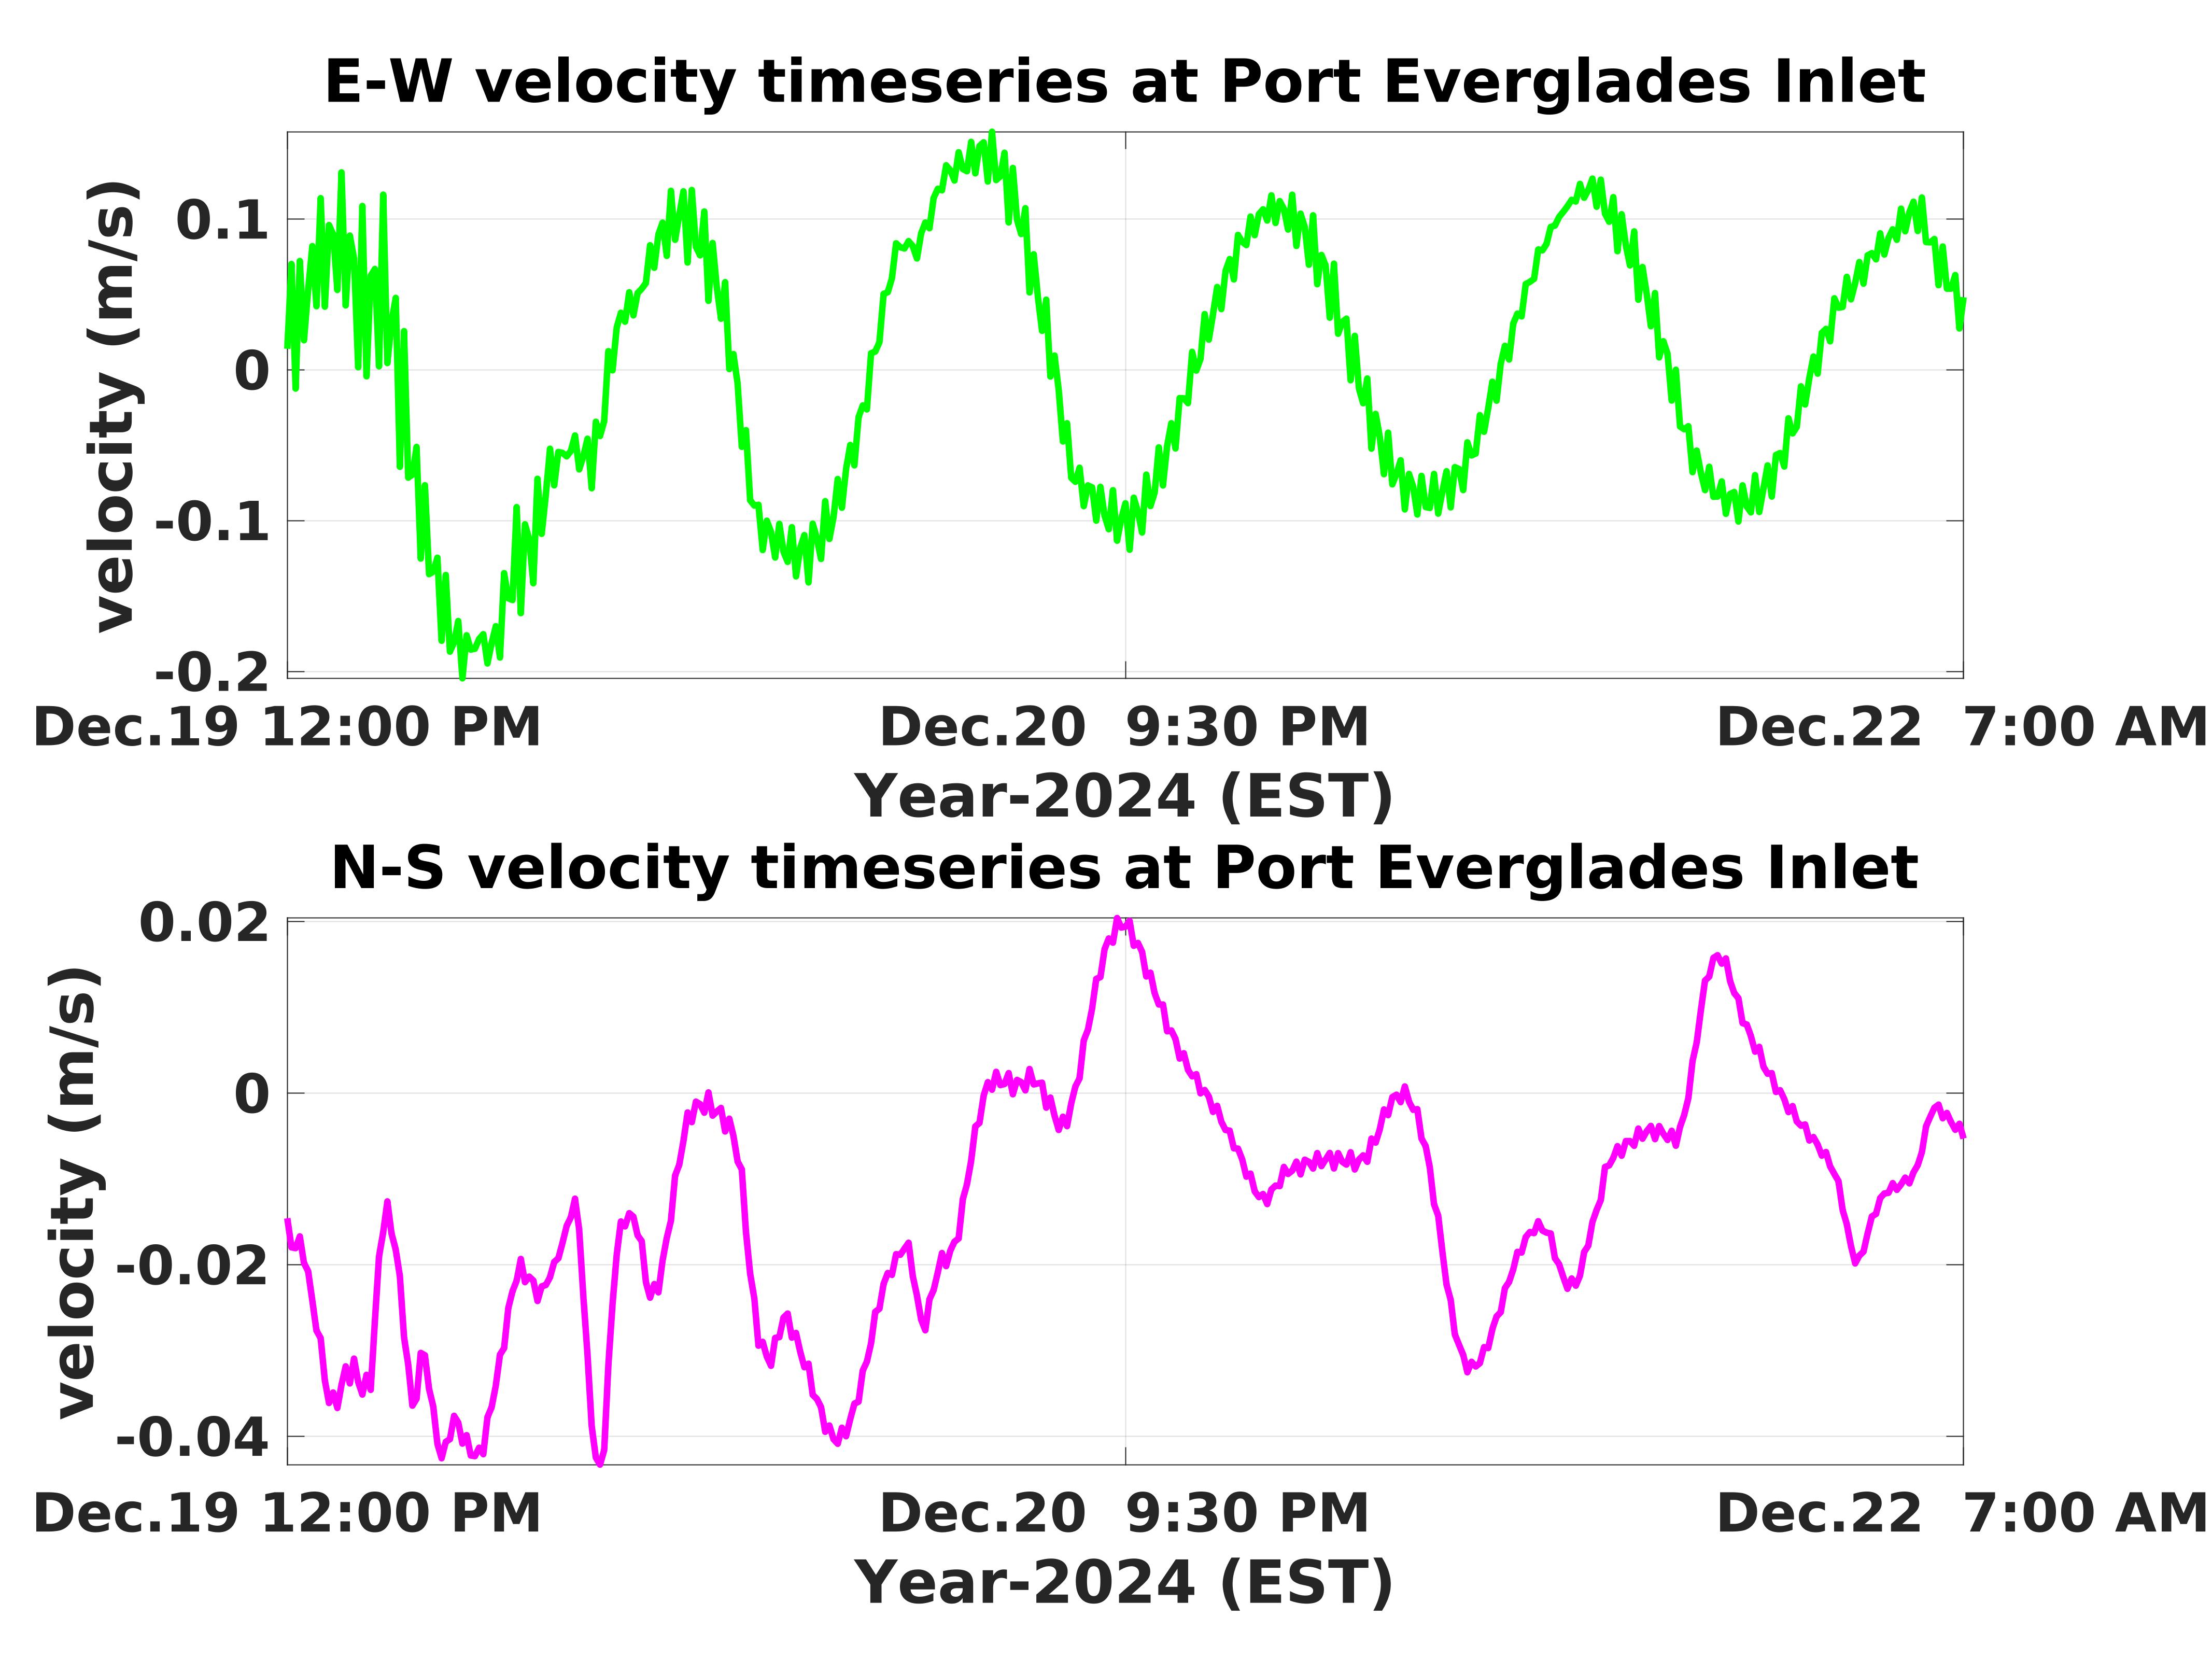 E-W velocity timeseries at Port Everglades Inlet
velocity (m/s)
0.1
0
-0.1
-0.2
Dec.19 12:00 PM Dec.20 9:30 PM Dec.22 7:00 AM
Year-2024 (EST)
N-S velocity timeseries at Port Everglades Inlet
velocity (m/s)
0.02
0
-0.02
-0.04
Dec.19 12:00 PM Dec.20 9:30 PM Dec.22 7:00 AM
Year-2024 (EST)